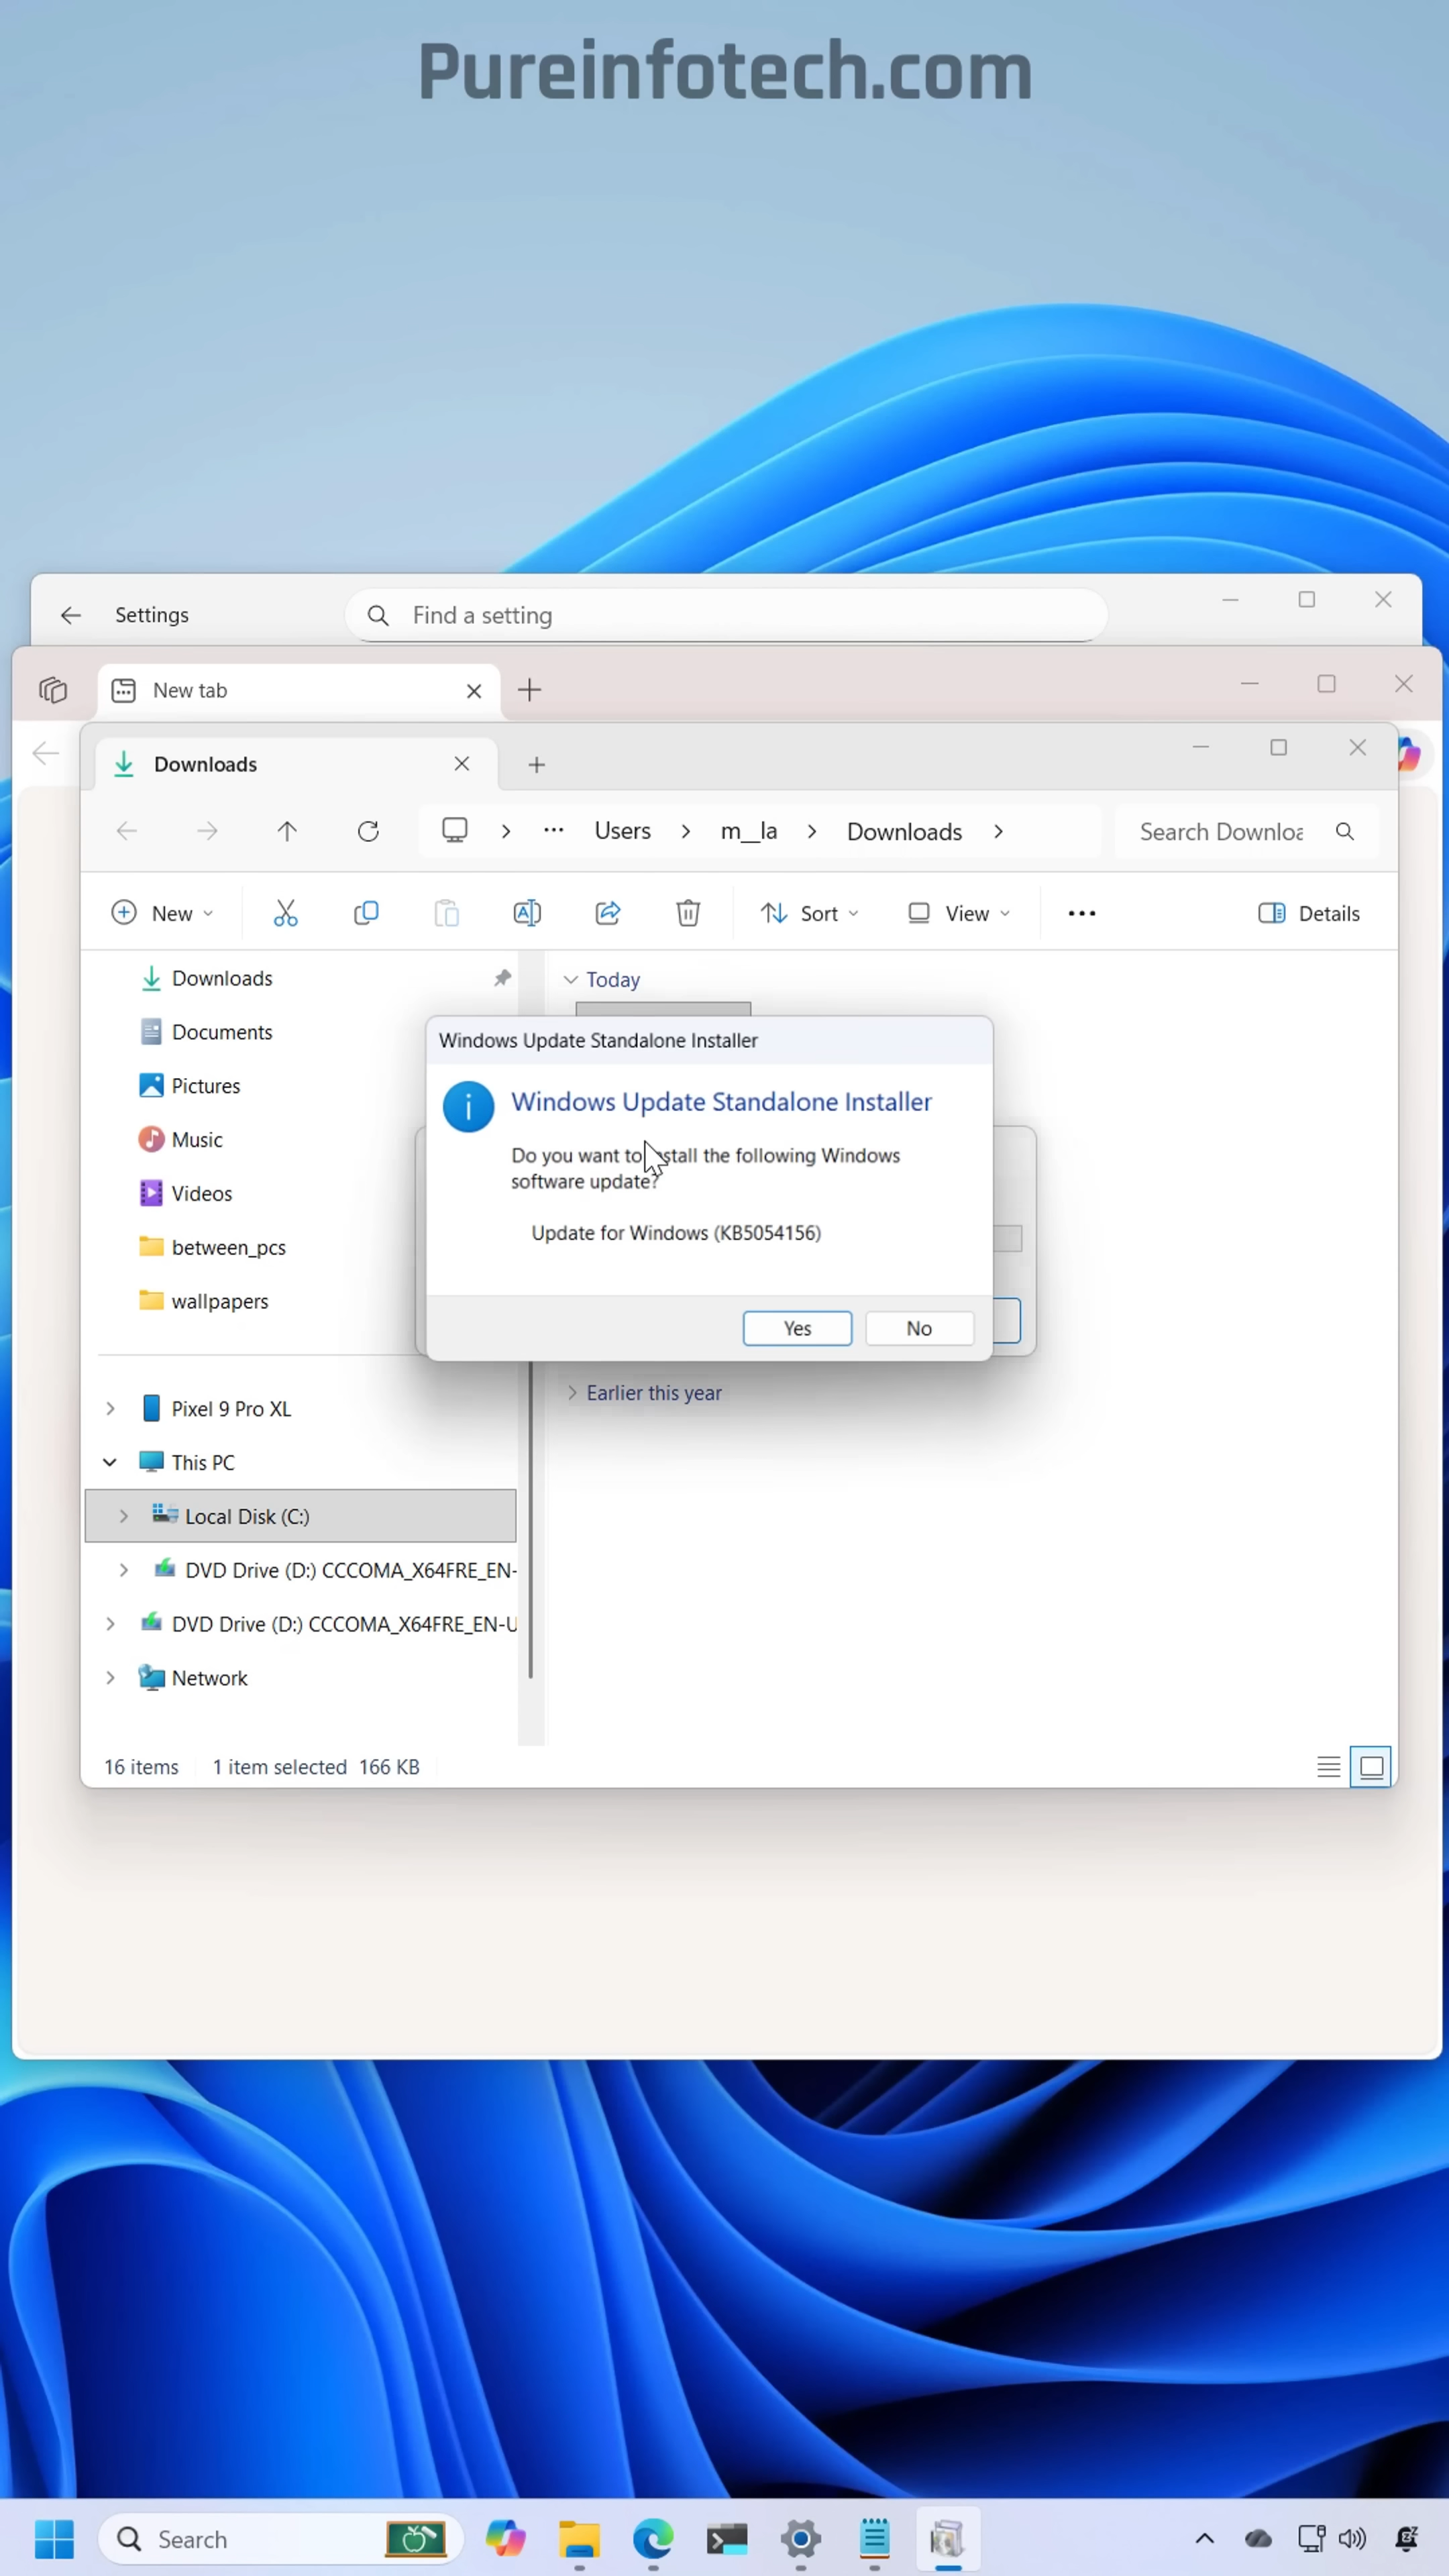 Pureinfotech.com
Settings
Find a setting
New tab
Downloads
Users
m__la
Downloads
Search Downloa
New
Sort
View
Details
Downloads
Documents
Pictures
Music
Videos
between_pcs
wallpapers
Pixel 9 Pro XL
This PC
Local Disk (C:)
DVD Drive (D:) CCCOMA_X64FRE_EN-
DVD Drive (D:) CCCOMA_X64FRE_EN-U
Network
Today
Windows Update Standalone Installer
Windows Update Standalone Installer
Do you want to install the following Windows
software update?
Update for Windows (KB5054156)
Yes
No
Earlier this year
16 items
1 item selected 166 KB
Search